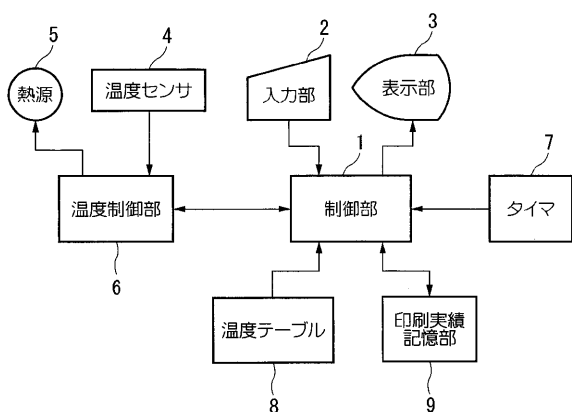 5
4
2
3
熱源
温度センサ
入力部
表示部
1
7
温度制御部
制御部
タイマ
6
温度テーブル
印刷実績
記憶部
8
9